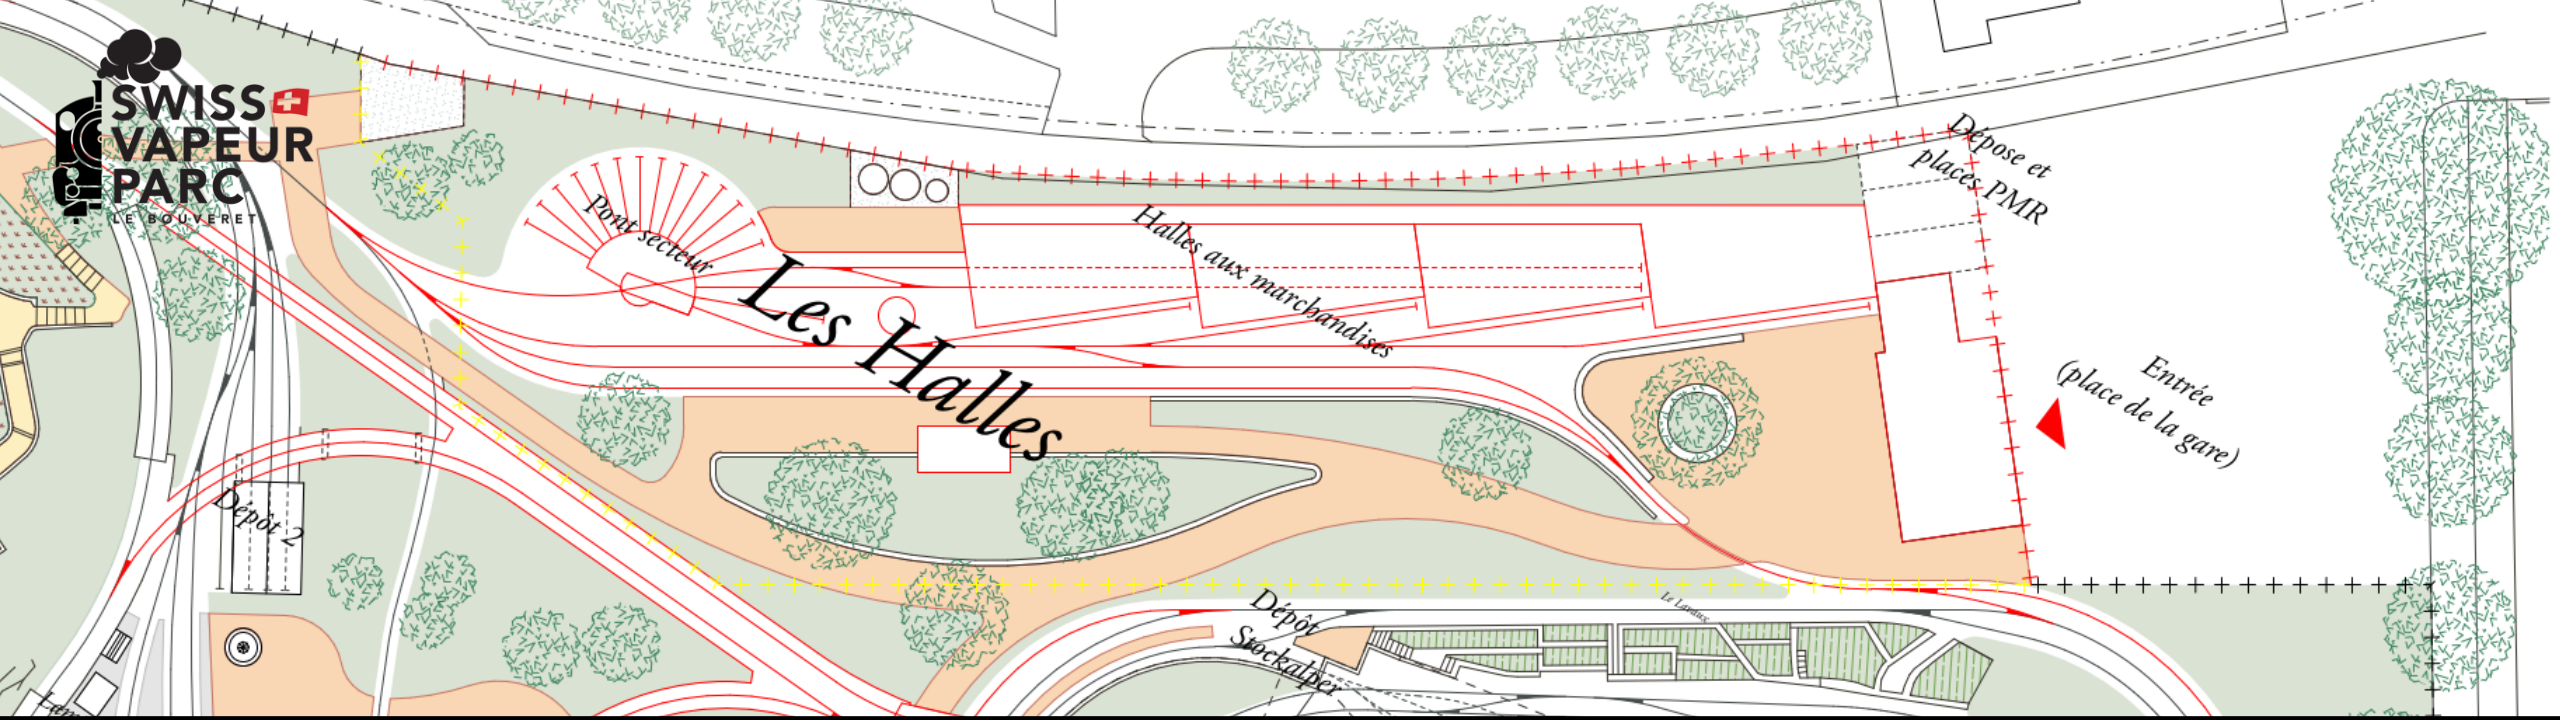 SWISS
VAPEUR
PARC
LE BOUVERET
Dépose et
places PMR
Pont secteur
Halles aux marchandises
Les Halles
Entrée
(place de la gare)
Dépôt 2
Dépôt
Stockalper
Le Lavaux